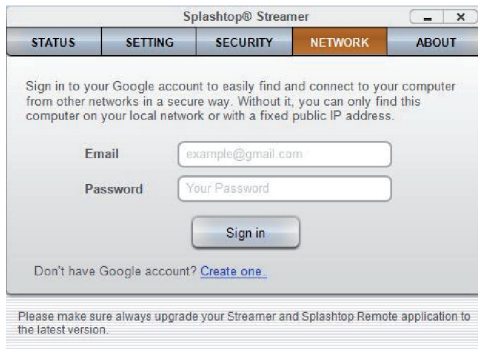 Splashtop® Streamer
STATUS SETTING SECURITY NETWORK ABOUT
Sign in to your Google account to easily find and connect to your computer
from other networks in a secure way. Without it, you can only find this
computer on your local network or with a fixed public IP address.
Email example@gmail.com
Password Your Password
Sign in
Don't have Google account? Create one.
Please make sure always upgrade your Streamer and Splashtop Remote application to
the latest version.